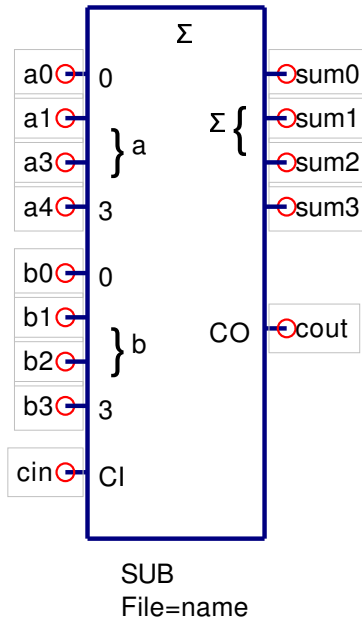 Σ
a0 0 sum0
a1 Σ { sum1
} a
a3 sum2
a4 3 sum3
b0 0
b1
} b CO cout
b2
b3 3
cin CI
SUB
File=name